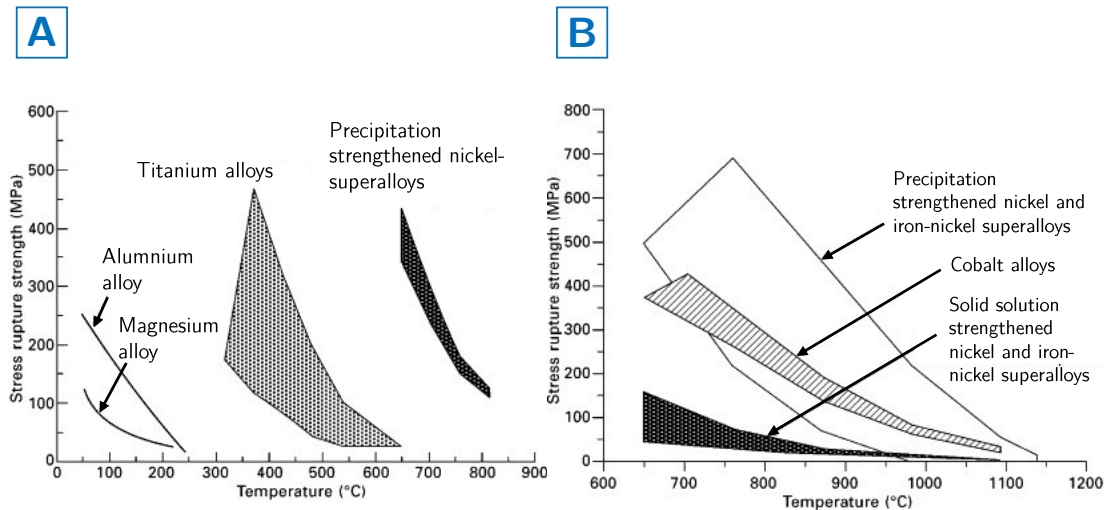 A
B
600
500
400
300
200
100
0
Stress rupture strength (MPa)
Titanium alloys
Precipitation
strengthened nickel-
superalloys
Alumnium
alloy
Magnesium
alloy
0 100 200 300 400 500 600 700 800 900
Temperature (°C)
800
700
600
500
400
300
200
100
0
Stress rupture strength (MPa)
Precipitation
strengthened nickel and
iron-nickel superalloys
Cobalt alloys
Solid solution
strengthened
nickel and iron-
nickel superalloys
600 700 800 900 1000 1100 1200
Temperature (°C)